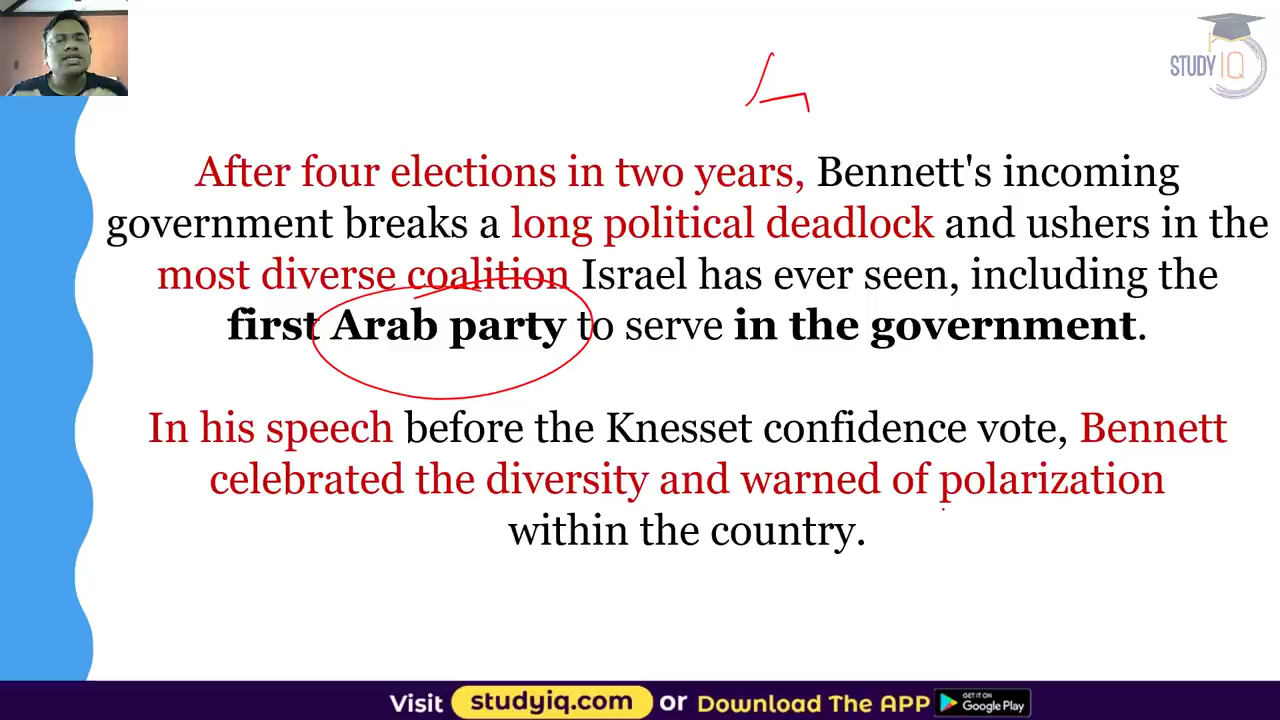 STUDY IQ
After four elections in two years, Bennett's incoming
government breaks a long political deadlock and ushers in the
most diverse coalition Israel has ever seen, including the
first Arab party to serve in the government.
In his speech before the Knesset confidence vote, Bennett
celebrated the diversity and warned of polarization
within the country.
Visit studyiq.com or Download The APP GET IT ON Google Play